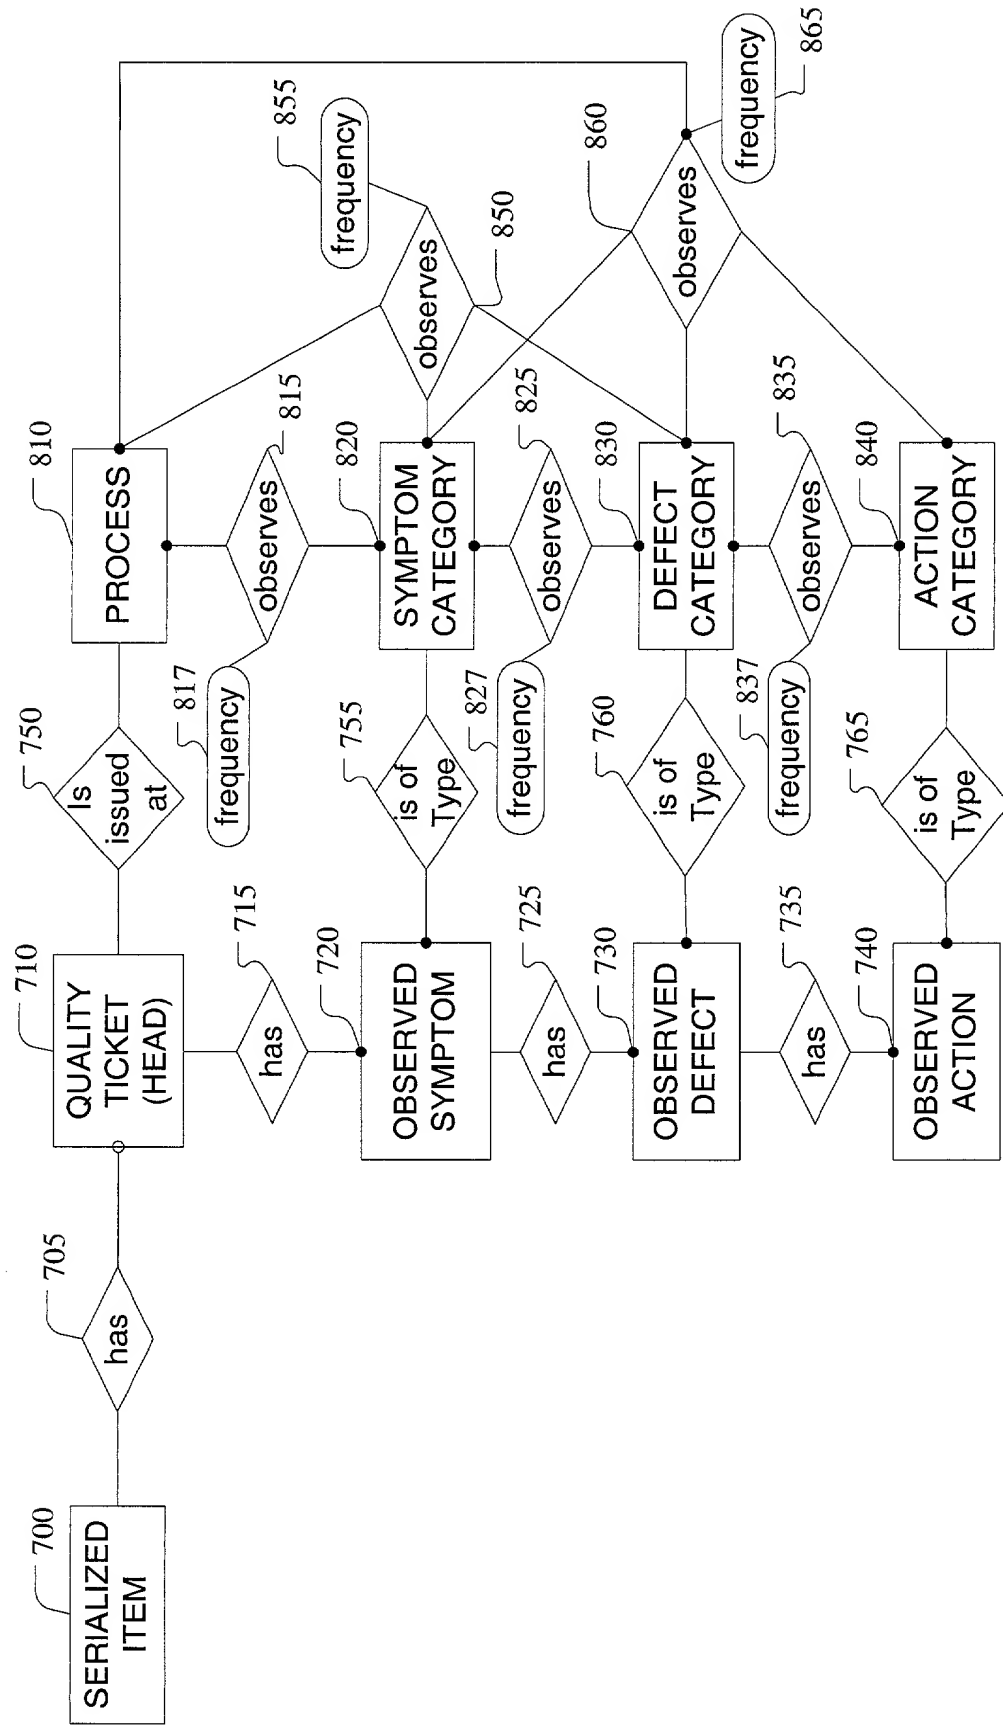 700
SERIALIZED
ITEM
705
has
710
QUALITY
TICKET
(HEAD)
750
Is
issued
at
810
PROCESS
715
has
817
frequency
815
observes
855
frequency
720
OBSERVED
SYMPTOM
755
is of
Type
820
SYMPTOM
CATEGORY
850
observes
725
has
827
frequency
825
observes
860
observes
865
frequency
730
OBSERVED
DEFECT
760
is of
Type
830
DEFECT
CATEGORY
735
has
837
frequency
835
observes
740
OBSERVED
ACTION
765
is of
Type
840
ACTION
CATEGORY